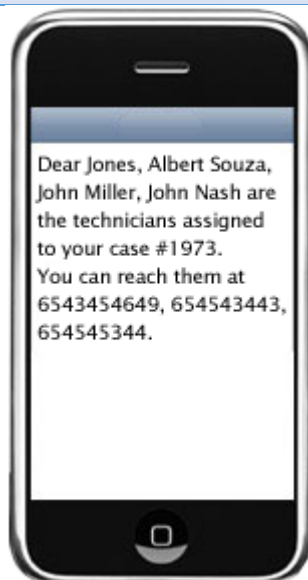 Dear Jones, Albert Souza,
John Miller, John Nash are
the technicians assigned
to your case #1973.
You can reach them at
6543454649, 654543443,
654545344.